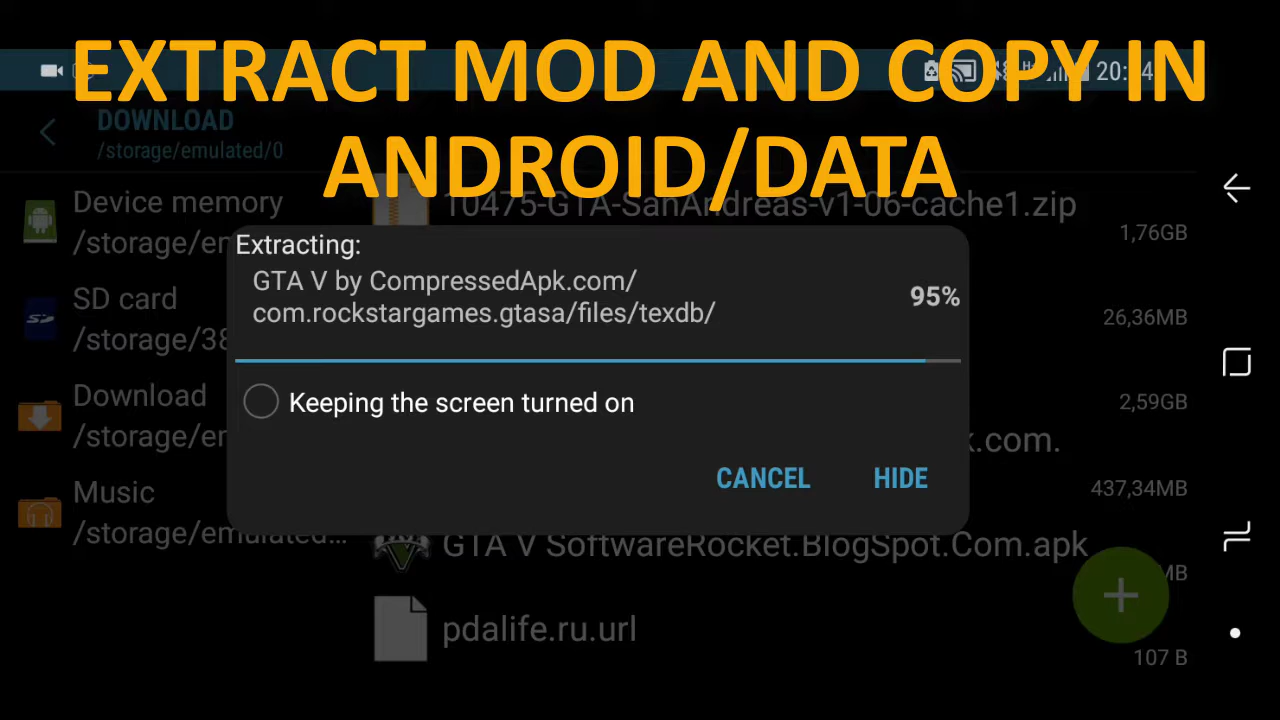 EXTRACT MOD AND COPY IN
ANDROID/DATA
DOWNLOAD
/storage/emulated/0
Device memory
/storage/em
SD card
/storage/38
Download
/storage/er
Music
/storage/emulated...
10475-GTA-SanAndreas-v1-06-cache1.zip
1,76GB
26,36MB
2,59GB
k.com.
437,34MB
GTA V SoftwareRocket.BlogSpot.Com.apk
MB
pdalife.ru.url
107 B
Extracting:
GTA V by CompressedApk.com/
com.rockstargames.gtasa/files/texdb/
95%
Keeping the screen turned on
CANCEL HIDE